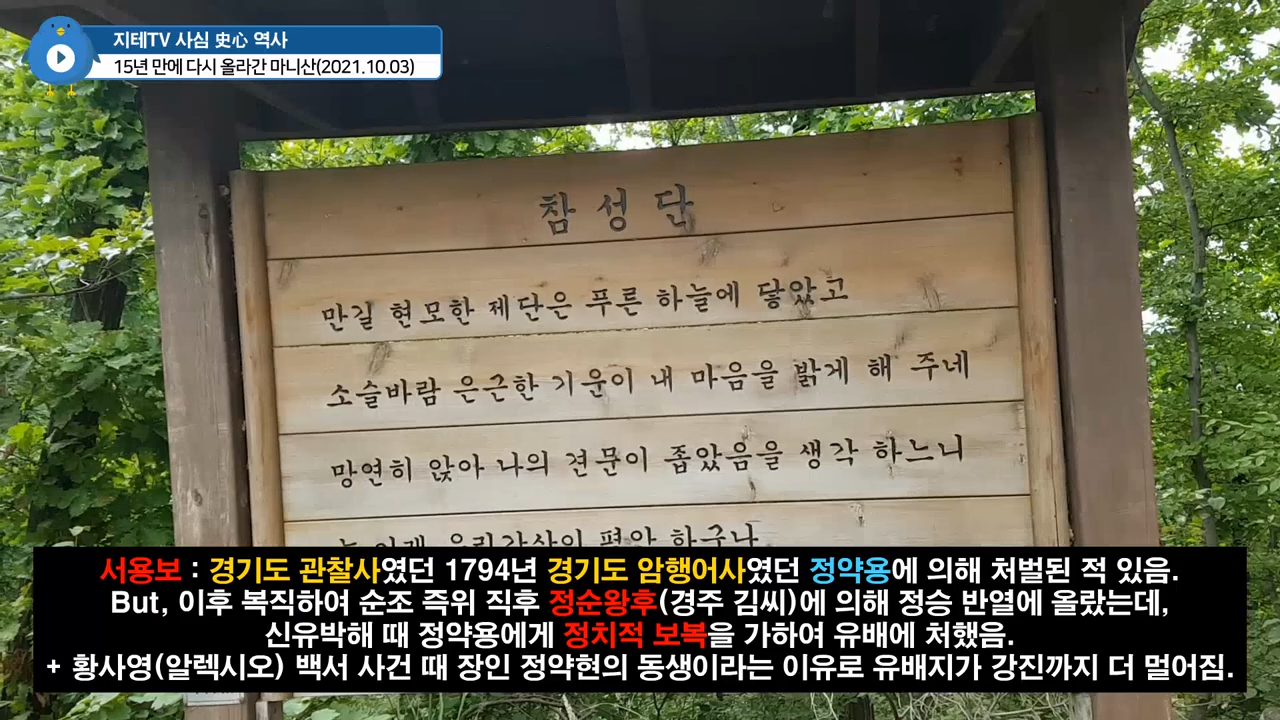 지테TV 사심 史心 역사
15년 만에 다시 올라간 마니산(2021.10.03)
참성단
만길 현모한 제단은 푸른 하늘에 닿았고
소슬바람 은근한 기운이 내 마음을 밝게 해 주네
망연히 앉아 나의 견문이 좁았음을 생각 하느니
서용보 : 경기도 관찰사였던 1794년 경기도 암행어사였던 정약용에 의해 처벌된 적 있음.
But, 이후 복직하여 순조 즉위 직후 정순왕후(경주 김씨)에 의해 정승 반열에 올랐는데,
신유박해 때 정약용에게 정치적 보복을 가하여 유배에 처했음.
+ 황사영(알렉시오) 백서 사건 때 장인 정약현의 동생이라는 이유로 유배지가 강진까지 더 멀어짐.